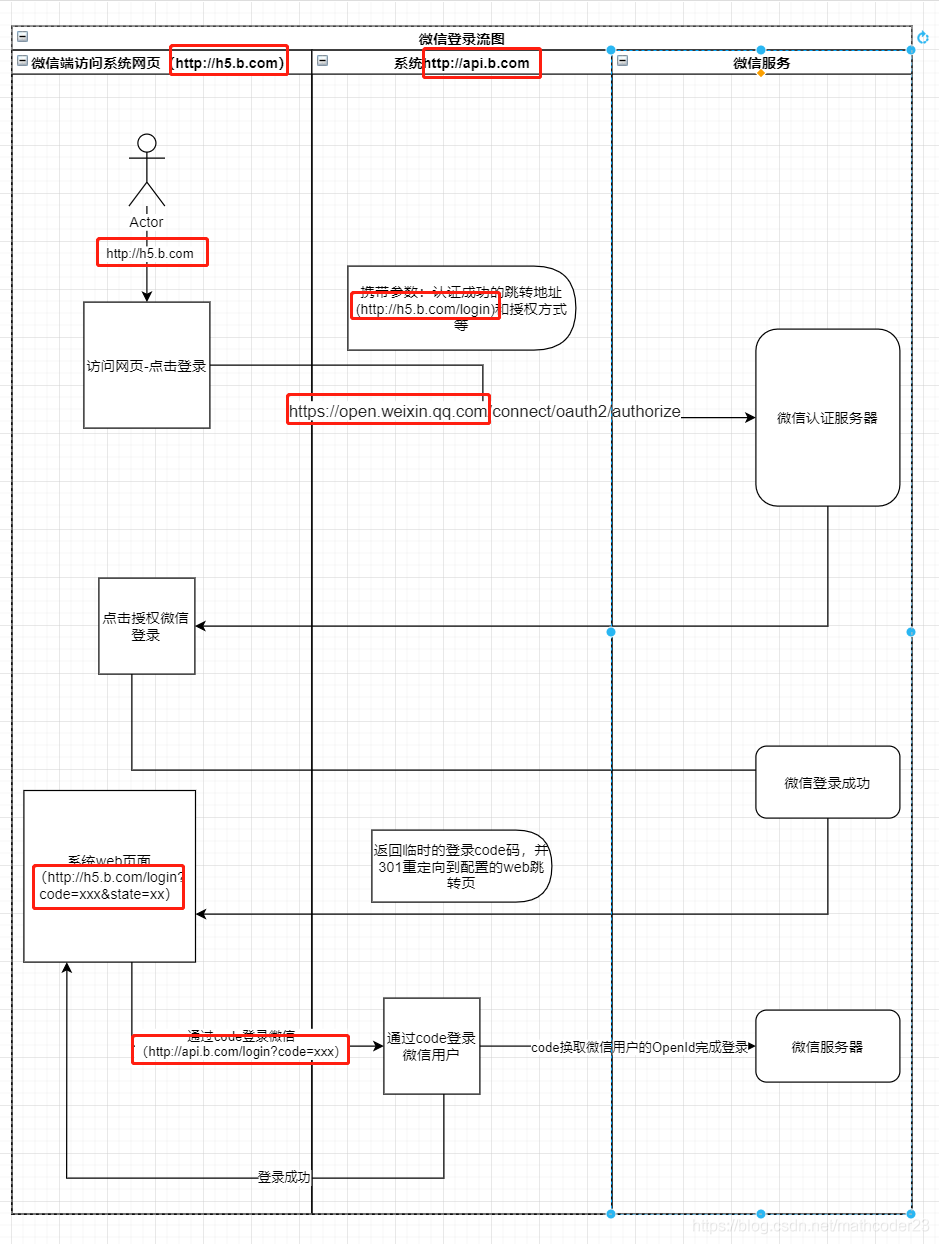 微信登录流图
微信端访问系统网页 （http://h5.b.com）
系统http://api.b.com
微信服务
Actor
http://h5.b.com
携带参数：认证成功的跳转地址
(http://h5.b.com/login)和授权方式
等
访问网页-点击登录
https://open.weixin.qq.com/connect/oauth2/authorize
微信认证服务器
点击授权微信
登录
微信登录成功
系统web页面
（http://h5.b.com/login?
code=xxx&state=xx）
返回临时的登录code码，并
301重定向到配置的web跳
转页
通过code登录微信
（http://api.b.com/login?code=xxx）
通过code登录
微信用户
code换取微信用户的OpenId完成登录
微信服务器
登录成功
https://blog.csdn.net/mathcoder23